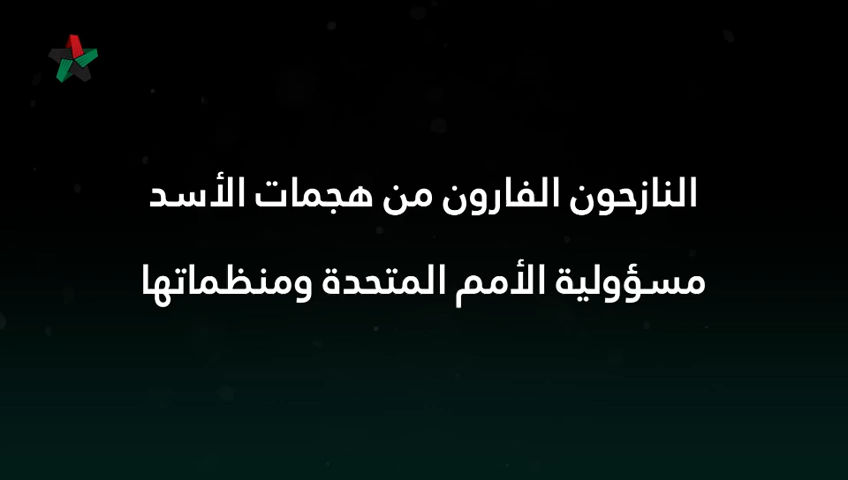 النازحون الفارون من هجمات الأسد
مسؤولية الأمم المتحدة ومنظماتها